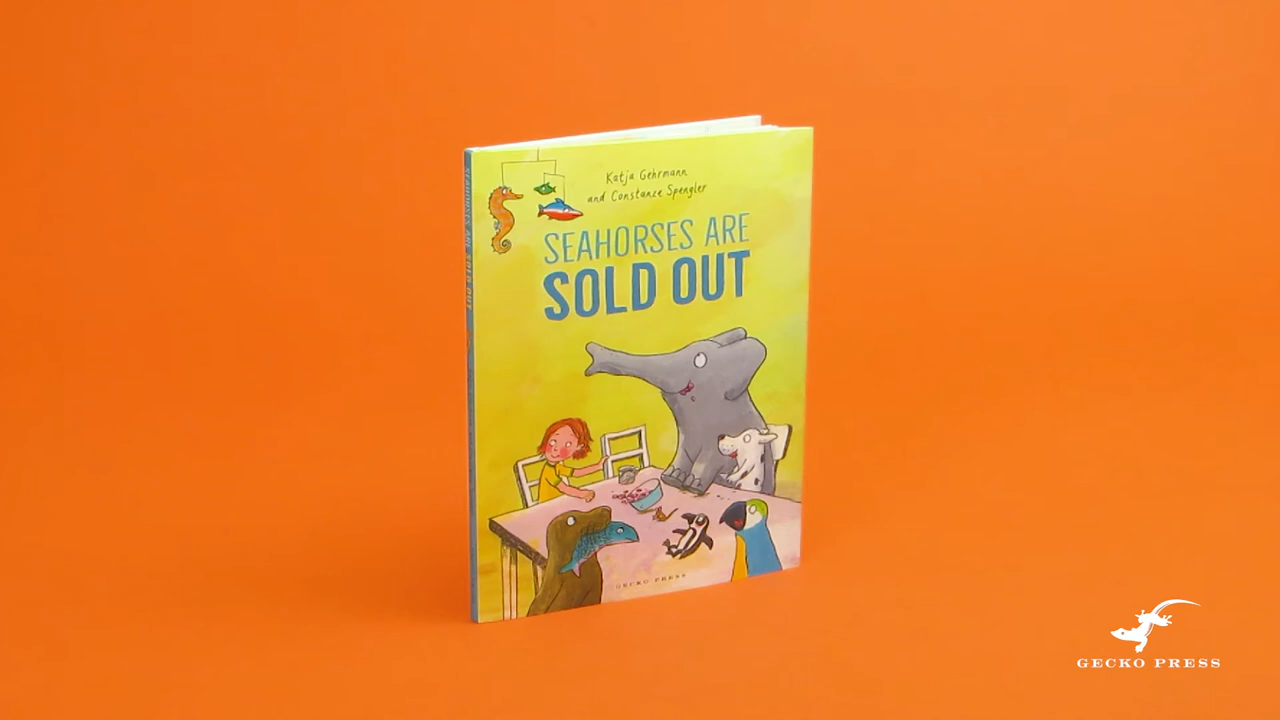 Katja Gehrmann
and Constanze Spengler
SEAHORSES ARE
SOLD OUT
SEAHORSES ARE SOLD OUT
GECKO PRESS
GECKO PRESS